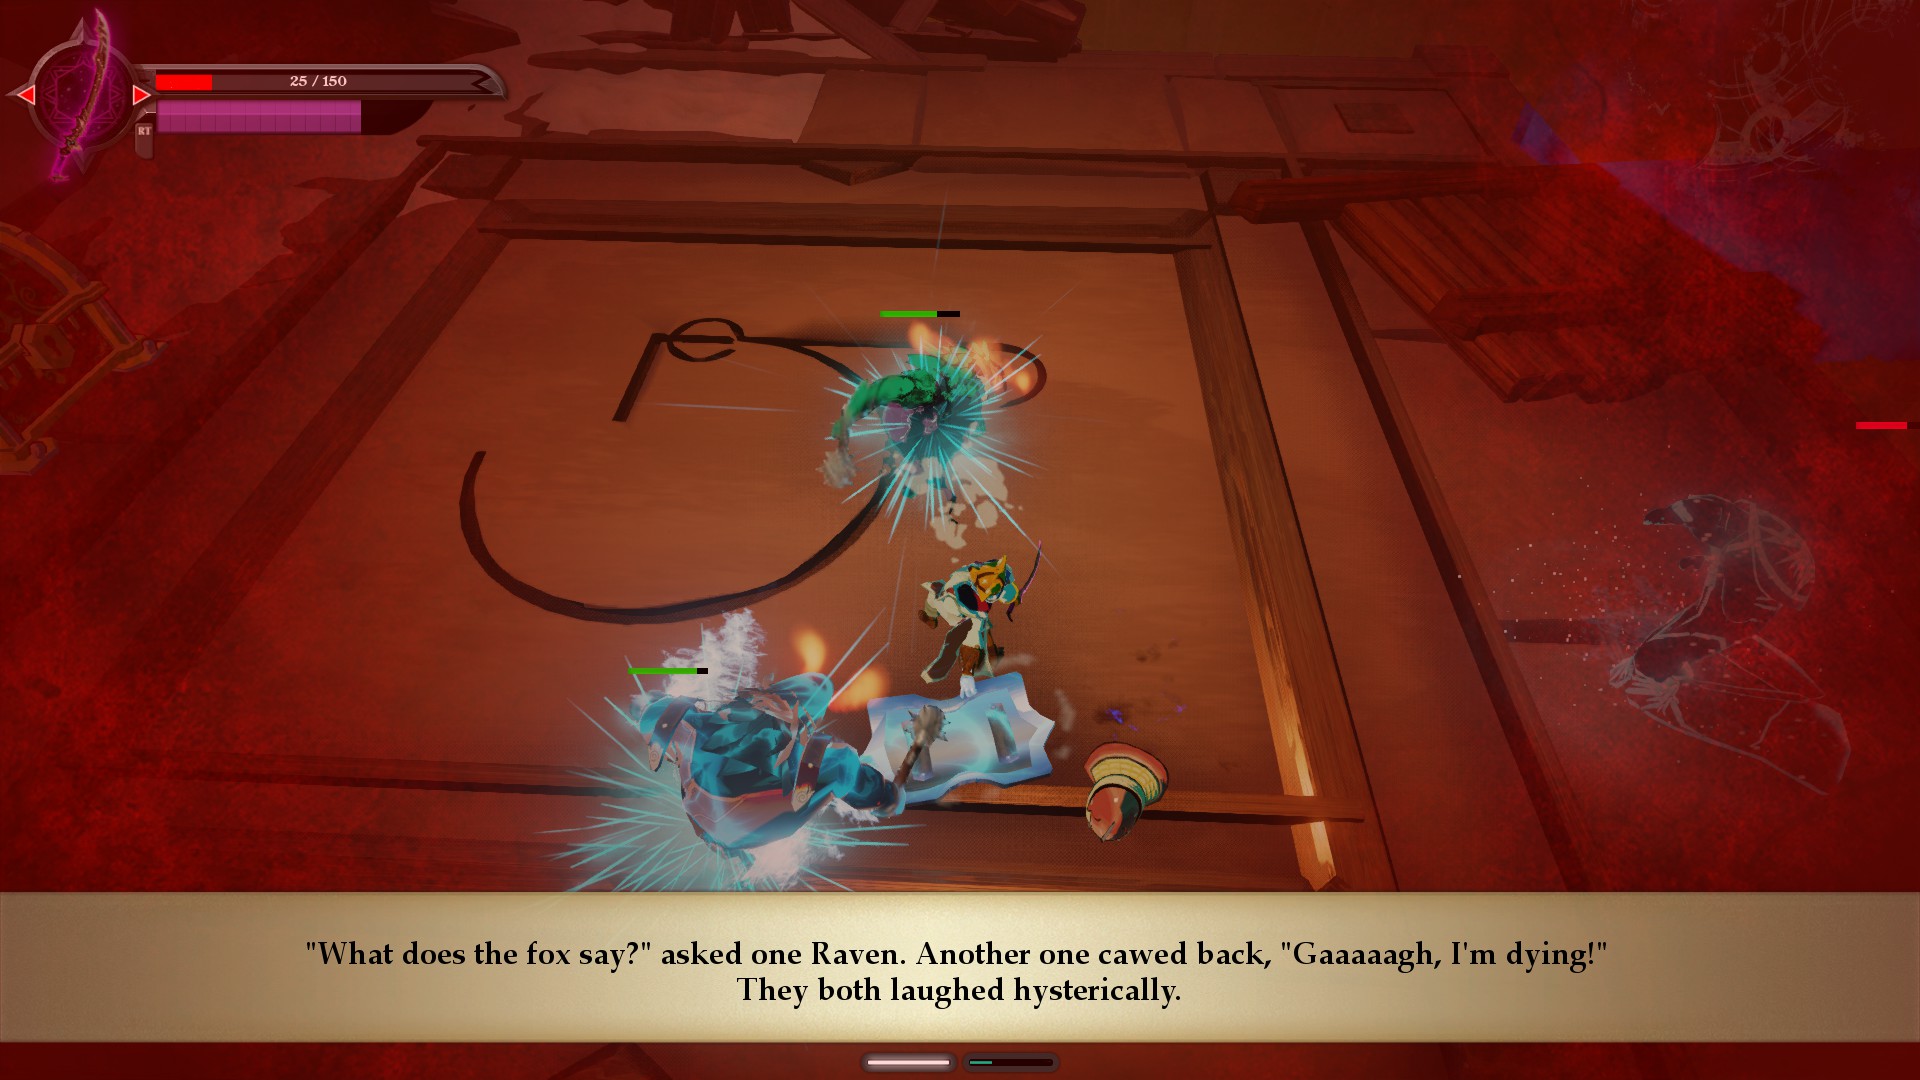 25 / 150
RT
"What does the fox say?" asked one Raven. Another one cawed back, "Gaaaaagh, I'm dying!"
They both laughed hysterically.